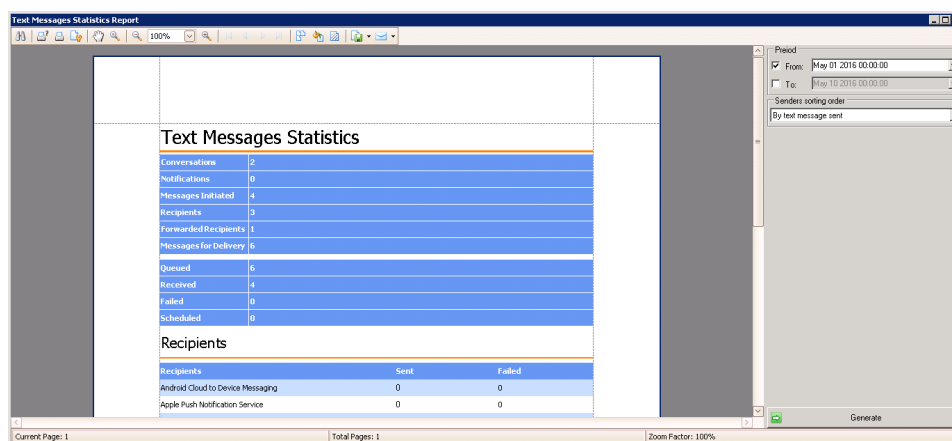 Text Messages Statistics Report
100%
Preiod
From: May 01 2016 00:00:00
To: May 10 2016 00:00:00
Senders sorting order
By text message sent
Text Messages Statistics
Conversations 2
Notifications 0
Messages Initiated 4
Recipients 3
Forwarded Recipients 1
Messages for Delivery 6
Queued 6
Received 4
Failed 0
Scheduled 0
Recipients
Recipients Sent Failed
Android Cloud to Device Messaging 0 0
Apple Push Notification Service 0 0
Generate
Current Page: 1 Total Pages: 1 Zoom Factor: 100%